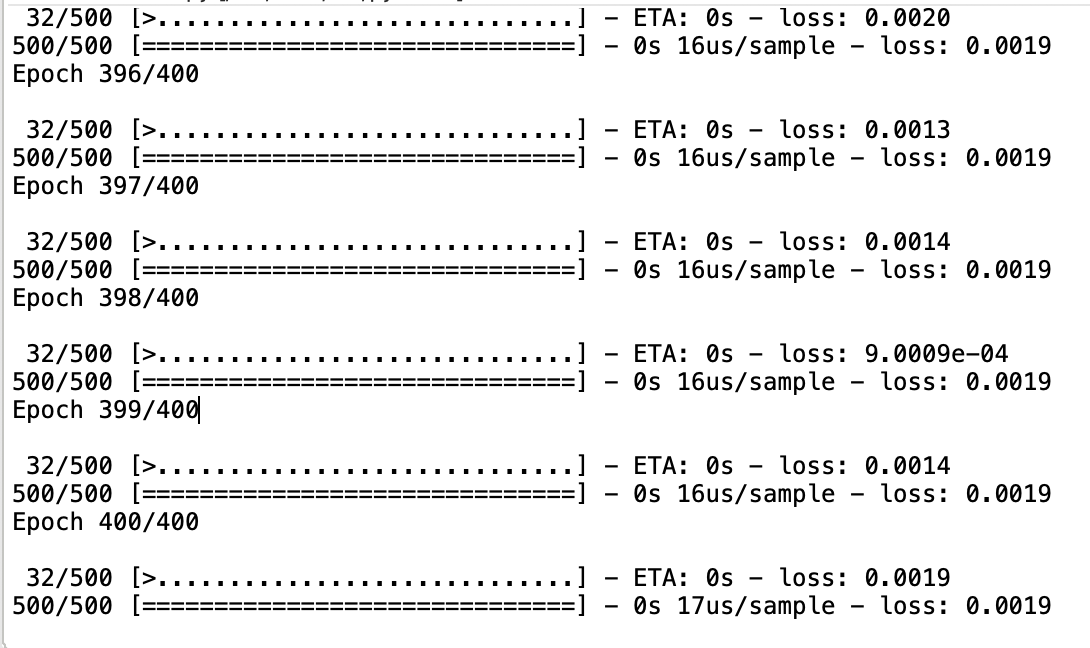 32/500 [>.............................] - ETA: 0s - loss: 0.0020
500/500 [==============================] - 0s 16us/sample - loss: 0.0019
Epoch 396/400
32/500 [>.............................] - ETA: 0s - loss: 0.0013
500/500 [==============================] - 0s 16us/sample - loss: 0.0019
Epoch 397/400
32/500 [>.............................] - ETA: 0s - loss: 0.0014
500/500 [==============================] - 0s 16us/sample - loss: 0.0019
Epoch 398/400
32/500 [>.............................] - ETA: 0s - loss: 9.0009e-04
500/500 [==============================] - 0s 16us/sample - loss: 0.0019
Epoch 399/400
32/500 [>.............................] - ETA: 0s - loss: 0.0014
500/500 [==============================] - 0s 16us/sample - loss: 0.0019
Epoch 400/400
32/500 [>.............................] - ETA: 0s - loss: 0.0019
500/500 [==============================] - 0s 17us/sample - loss: 0.0019